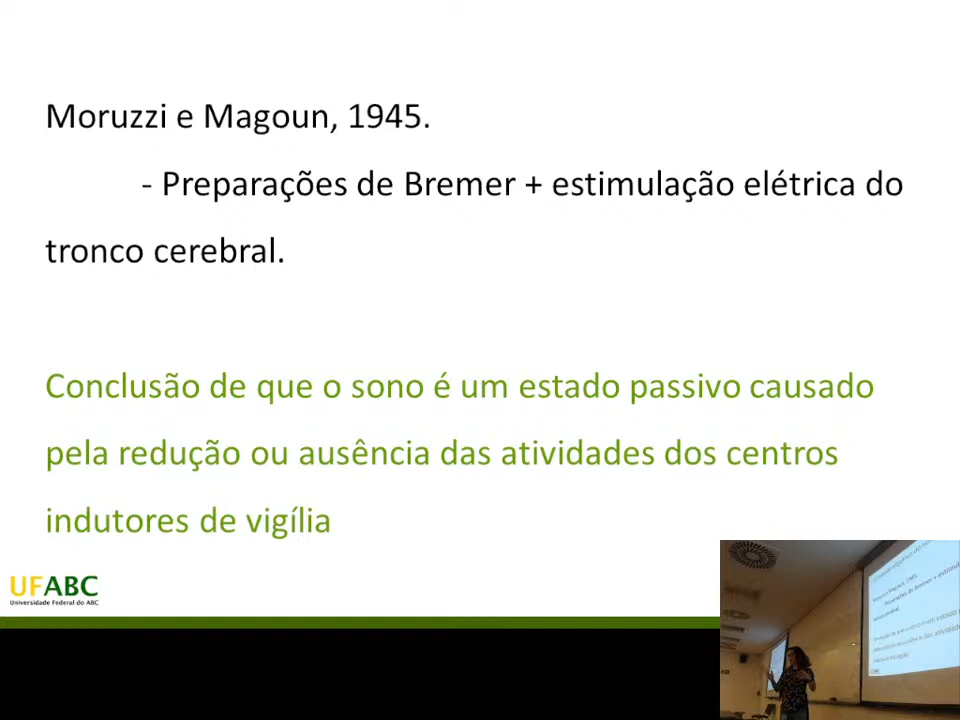 Moruzzi e Magoun, 1945.
- Preparações de Bremer + estimulação elétrica do
tronco cerebral.
Conclusão de que o sono é um estado passivo causado
pela redução ou ausência das atividades dos centros
indutores de vigília
UFABC
Universidade Federal do ABC